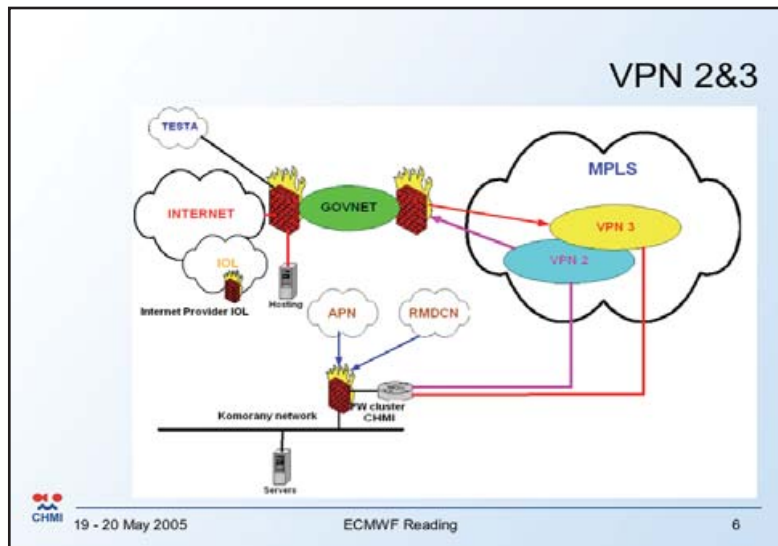 VPN 2&3
TESTA
MPLS
INTERNET
GOVNET
VPN 3
VPN 2
IOL
Internet Provider IOL
Hosting
APN
RMDCN
FW cluster
CHMI
Komorany network
Servers
CHMI
19 - 20 May 2005
ECMWF Reading
6